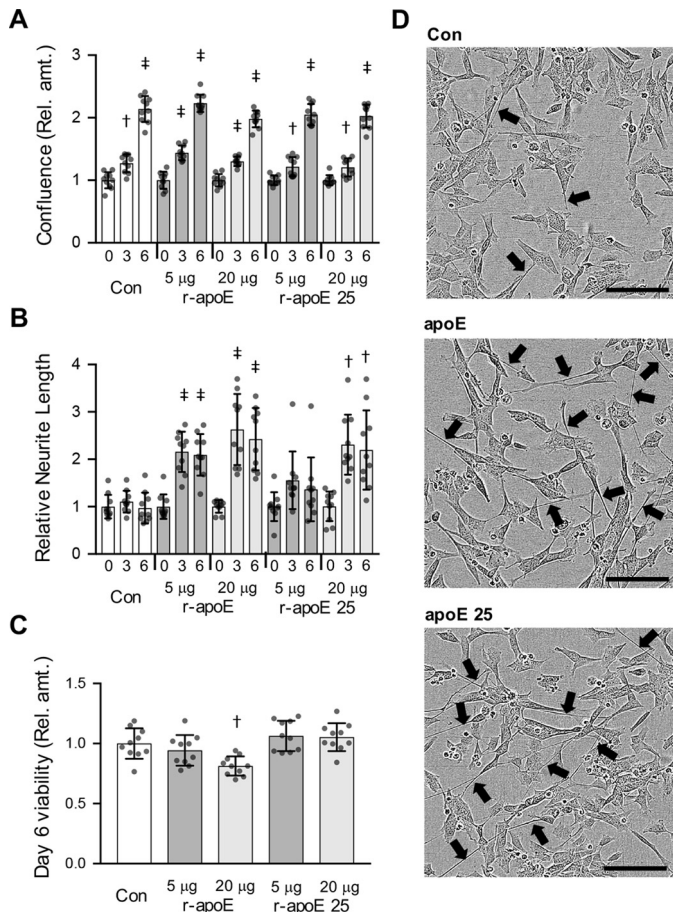 A
Confluence (Rel. amt.)
3
2
1
0
† ‡ ‡ ‡ ‡ ‡ † ‡ † ‡
0 3 6 0 3 6 0 3 6 0 3 6 0 3 6
Con
5 µg 20 µg 5 µg 20 µg
r-apoE r-apoE 25
B
Relative Neurite Length
4
3
2
1
0
‡ ‡ ‡ ‡ † †
0 3 6 0 3 6 0 3 6 0 3 6 0 3 6
Con
5 µg 20 µg 5 µg 20 µg
r-apoE r-apoE 25
C
Day 6 viability (Rel. amt.)
1.5
1.0
0.5
0.0
†
Con
5 µg 20 µg 5 µg 20 µg
r-apoE r-apoE 25
D
Con
apoE
apoE 25